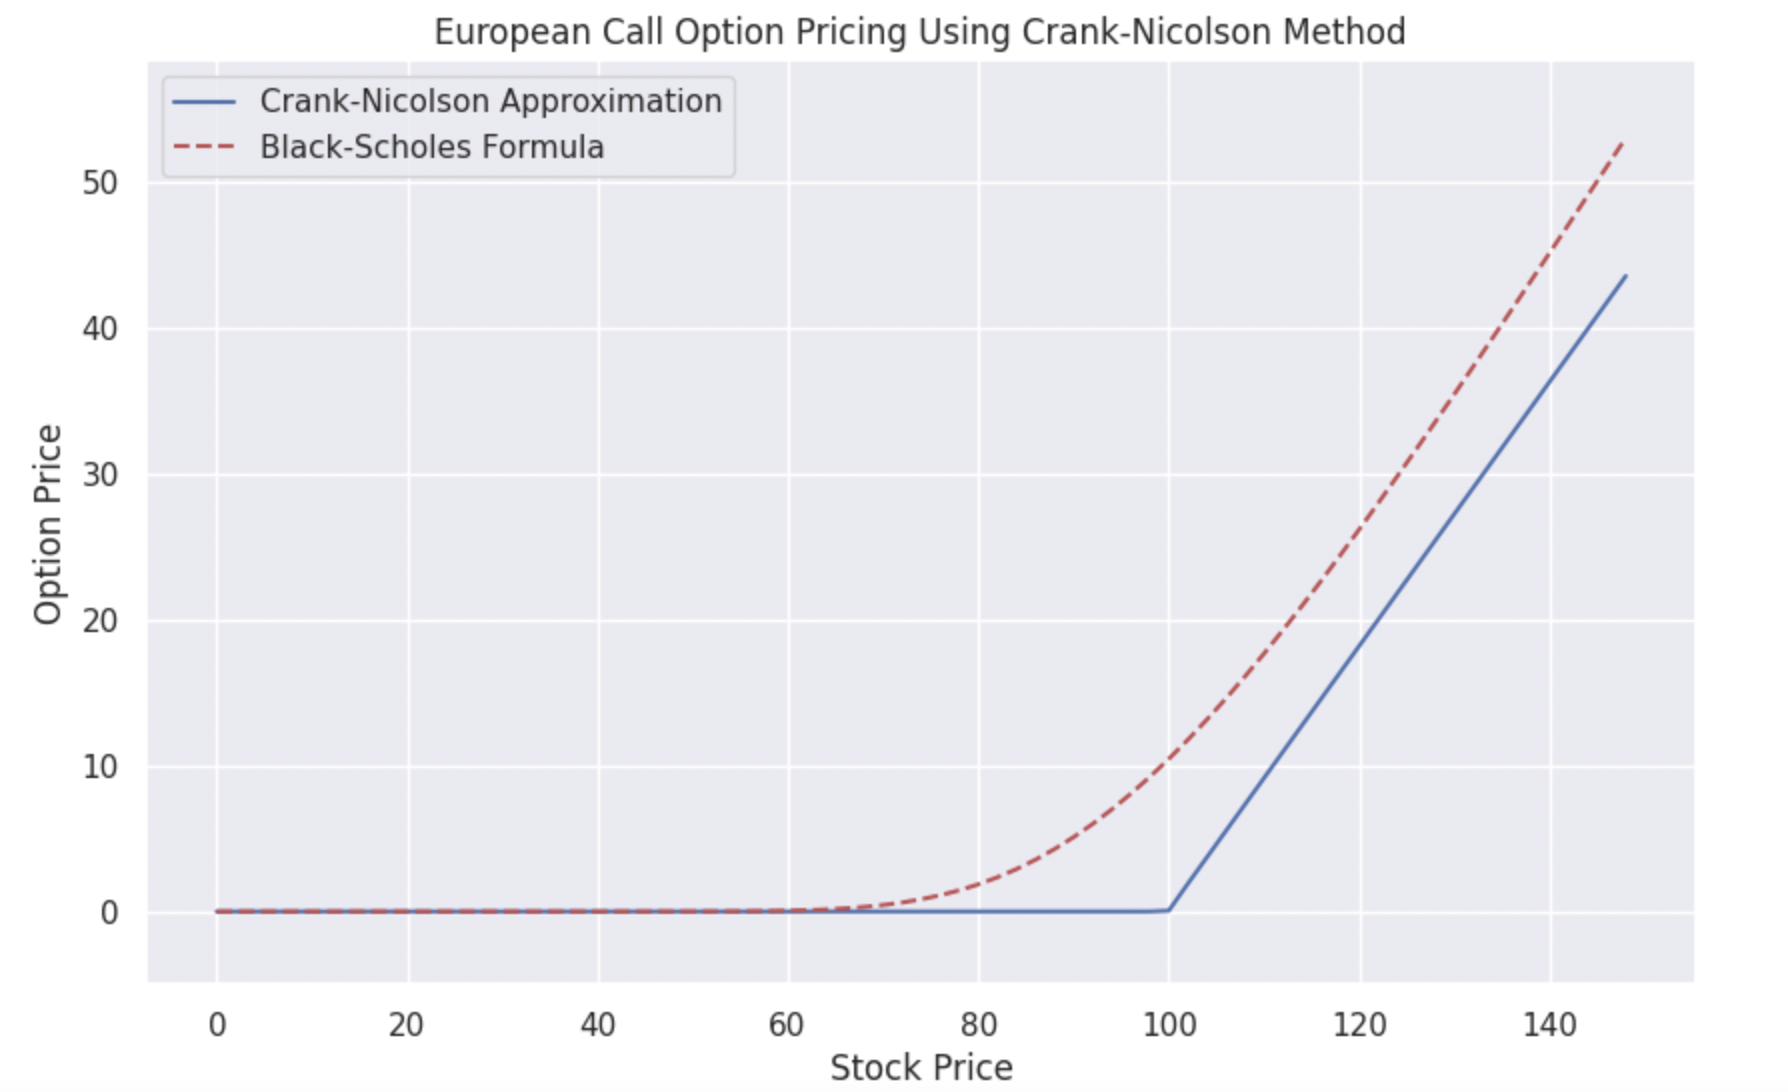 European Call Option Pricing Using Crank-Nicolson Method
Crank-Nicolson Approximation
Black-Scholes Formula
50
40
30
20
10
0
Option Price
0 20 40 60 80 100 120 140
Stock Price